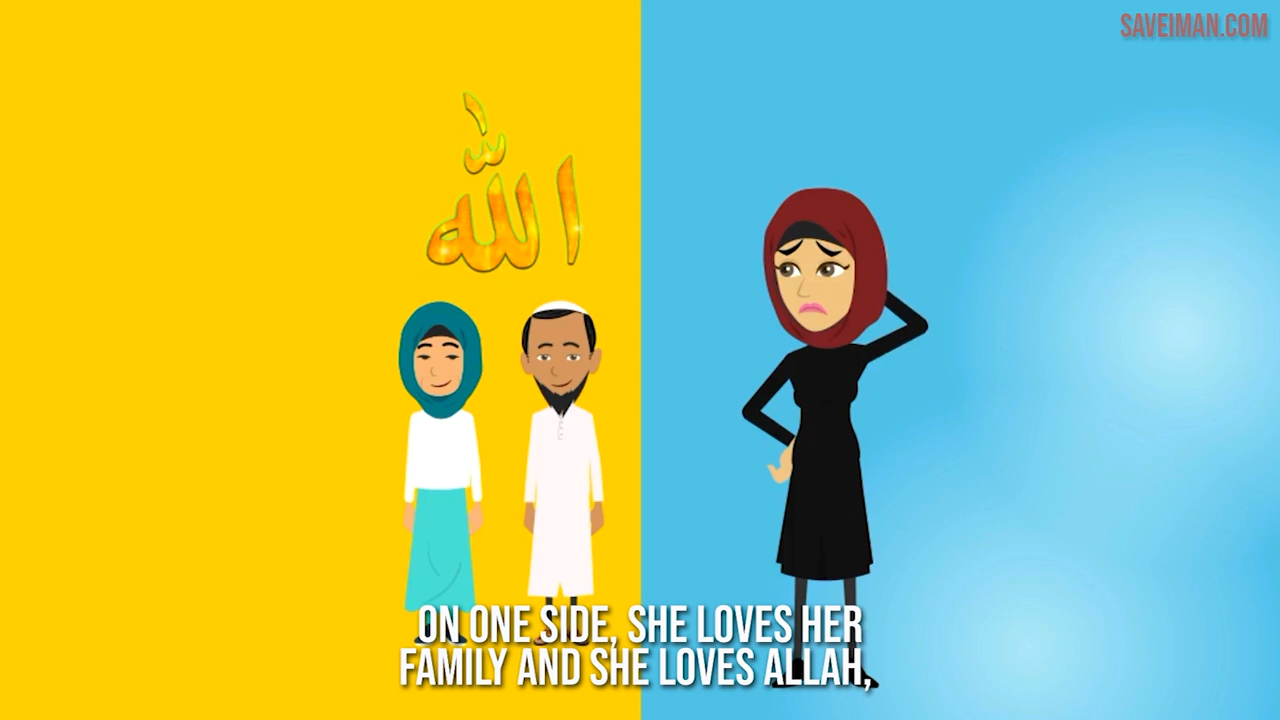 SAVEIMAN.COM
الله
ON ONE SIDE, SHE LOVES HER
FAMILY AND SHE LOVES ALLAH,